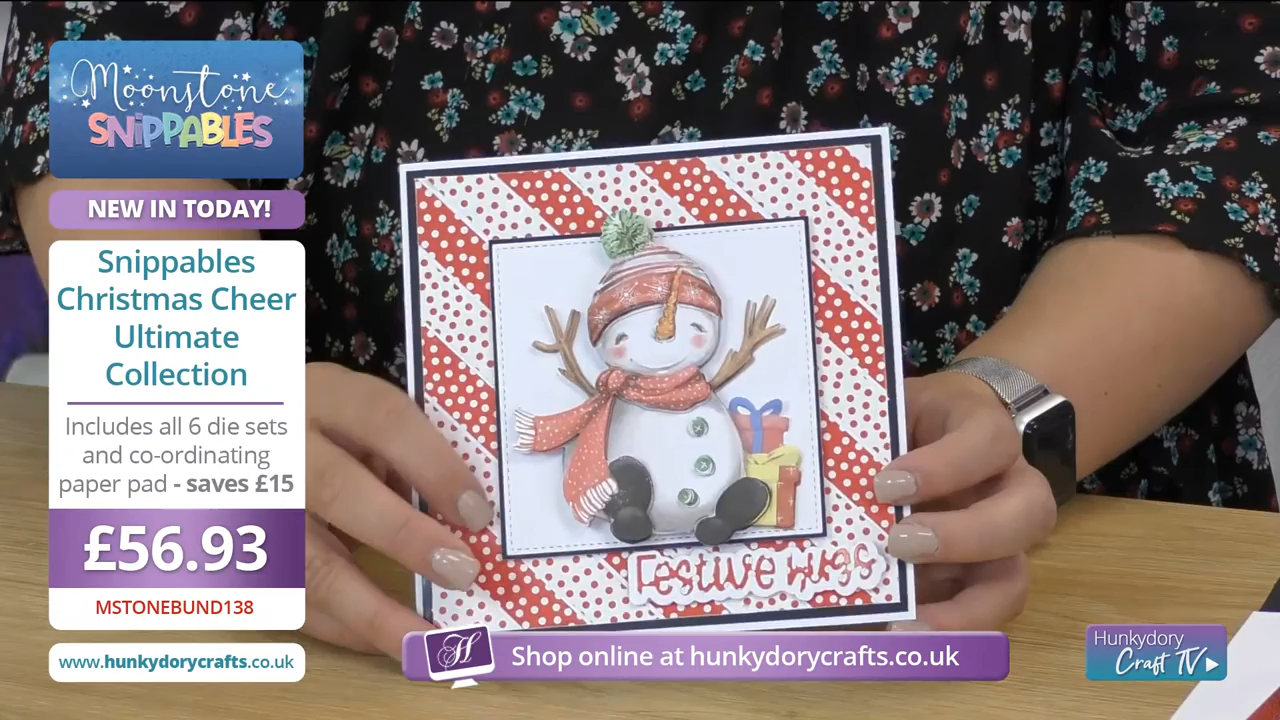 Moonstone
SNiPPABLES
NEW IN TODAY!
Snippables
Christmas Cheer
Ultimate
Collection
Includes all 6 die sets
and co-ordinating
paper pad - saves £15
£56.93
MSTONEBUND138
www.hunkydorycrafts.co.uk
Festive Hugs
H
Shop online at hunkydorycrafts.co.uk
Hunkydory
Craft TV